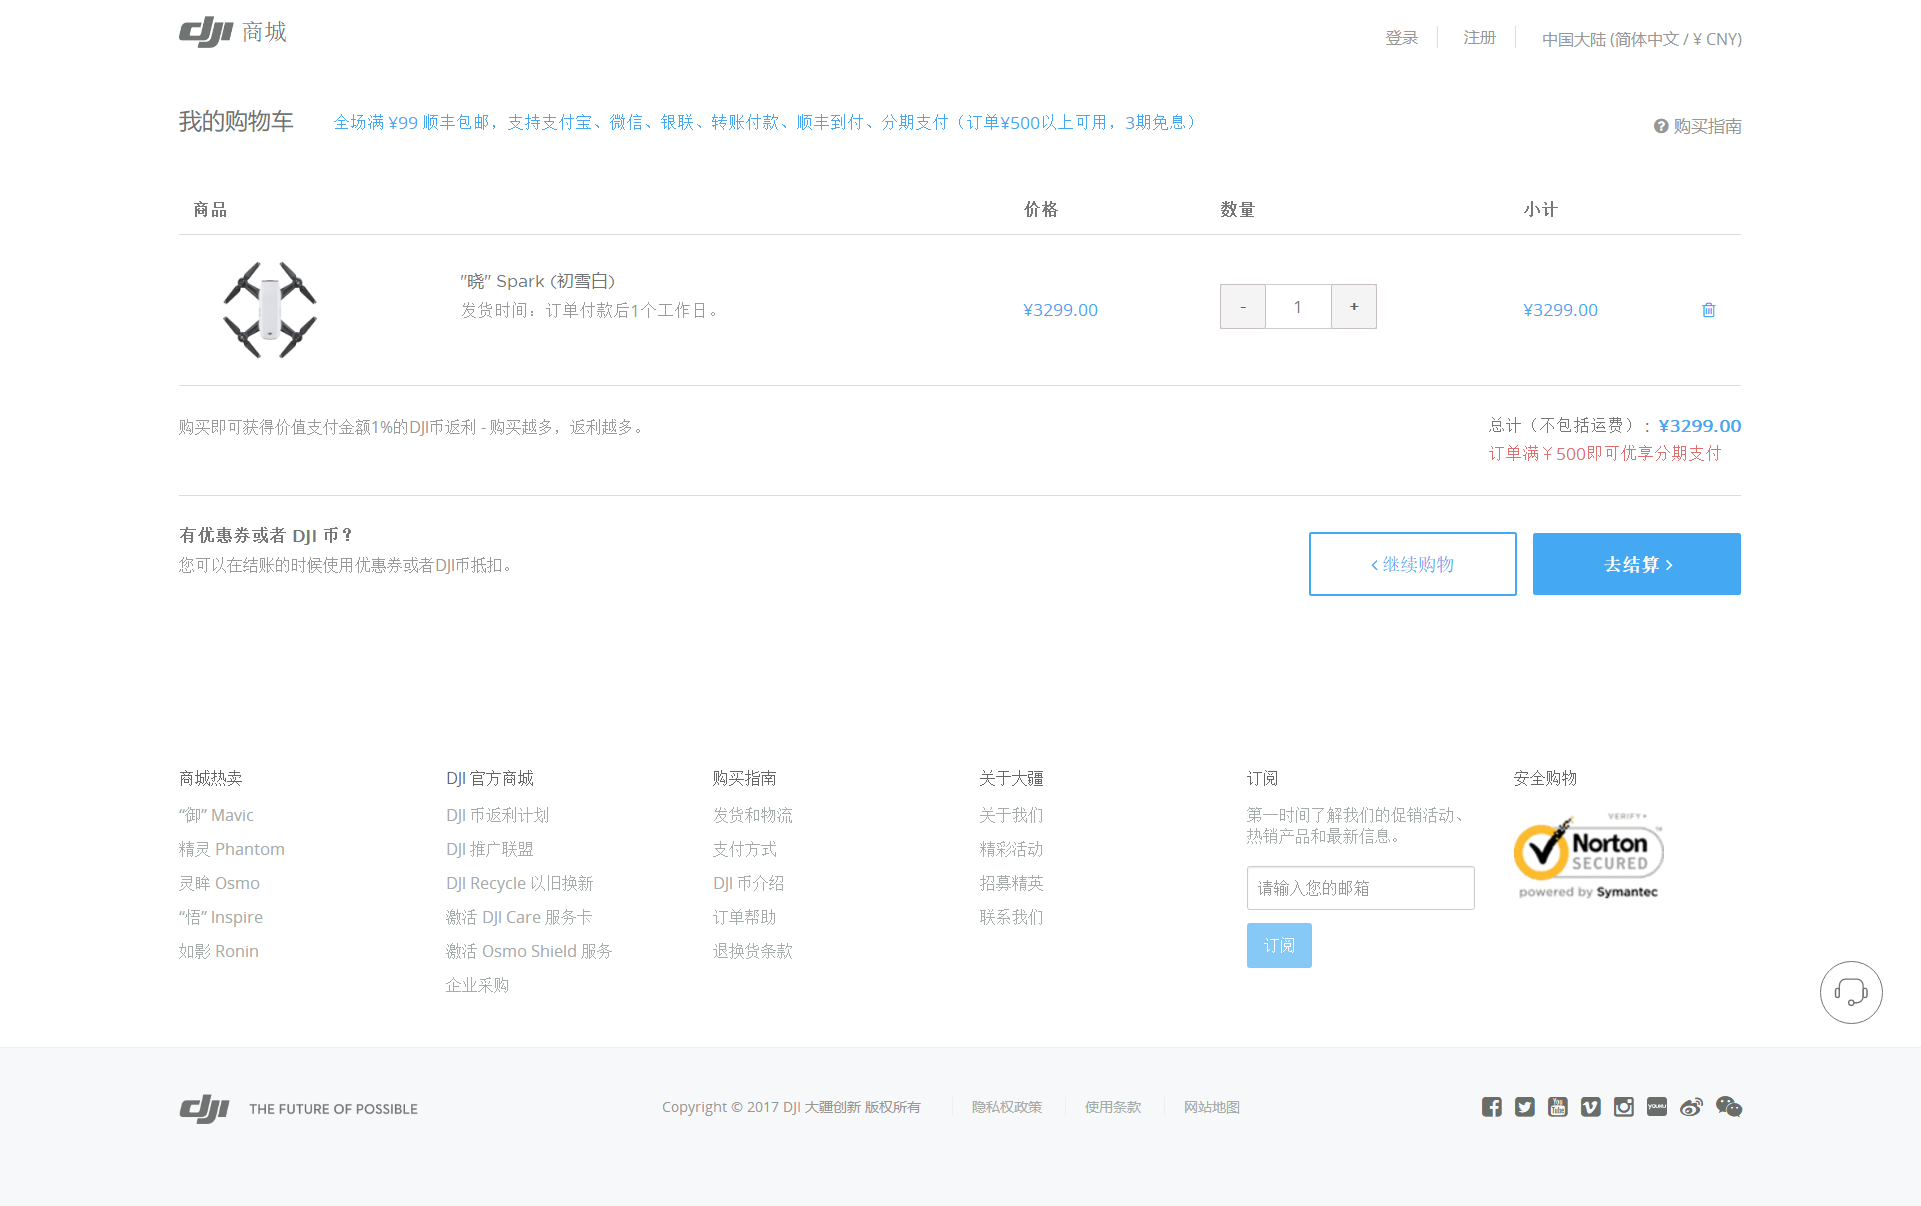 dji 商城
登录
注册
中国大陆 (简体中文 / ¥ CNY)
我的购物车
全场满 ¥99 顺丰包邮，支持支付宝、微信、银联、转账付款、顺丰到付、分期支付（订单¥500以上可用，3期免息）
购买指南
商品
价格
数量
小计
"晓" Spark (初雪白)
发货时间：订单付款后1个工作日。
¥3299.00
-
1
+
¥3299.00
购买即可获得价值支付金额1%的DJI币返利 - 购买越多，返利越多。
总计（不包括运费）: ¥3299.00
订单满￥500即可优享分期支付
有优惠券或者 DJI 币？
您可以在结账的时候使用优惠券或者DJI币抵扣。
继续购物
去结算
商城热卖
“御” Mavic
精灵 Phantom
灵眸 Osmo
“悟” Inspire
如影 Ronin
DJI 官方商城
DJI 币返利计划
DJI 推广联盟
DJI Recycle 以旧换新
激活 DJI Care 服务卡
激活 Osmo Shield 服务
企业采购
购买指南
发货和物流
支付方式
DJI 币介绍
订单帮助
退换货条款
关于大疆
关于我们
精彩活动
招募精英
联系我们
订阅
第一时间了解我们的促销活动、
热销产品和最新信息。
请输入您的邮箱
订阅
安全购物
VERIFY
Norton
SECURED
powered by Symantec
dji THE FUTURE OF POSSIBLE
Copyright © 2017 DJI 大疆创新 版权所有
隐私权政策
使用条款
网站地图
You Tube
YOUKU